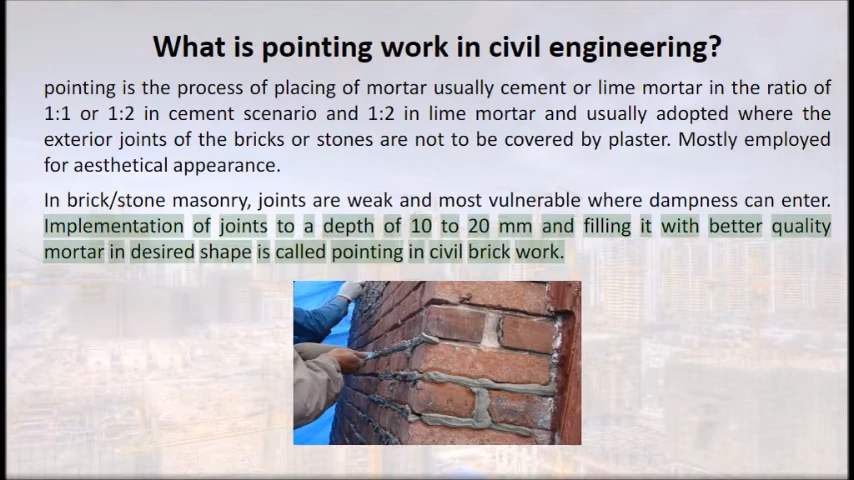 What is pointing work in civil engineering?
pointing is the process of placing of mortar usually cement or lime mortar in the ratio of
1:1 or 1:2 in cement scenario and 1:2 in lime mortar and usually adopted where the
exterior joints of the bricks or stones are not to be covered by plaster. Mostly employed
for aesthetical appearance.
In brick/stone masonry, joints are weak and most vulnerable where dampness can enter.
Implementation of joints to a depth of 10 to 20 mm and filling it with better quality
mortar in desired shape is called pointing in civil brick work.